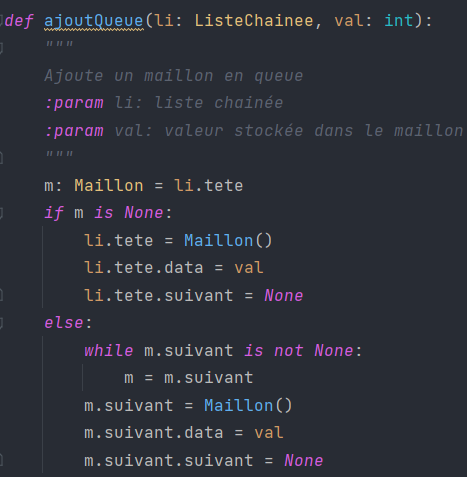 def ajoutQueue(li: ListeChainee, val: int):
    """
    Ajoute un maillon en queue
    :param li: liste chainée
    :param val: valeur stockée dans le maillon
    """
    m: Maillon = li.tete
    if m is None:
        li.tete = Maillon()
        li.tete.data = val
        li.tete.suivant = None
    else:
        while m.suivant is not None:
            m = m.suivant
        m.suivant = Maillon()
        m.suivant.data = val
        m.suivant.suivant = None